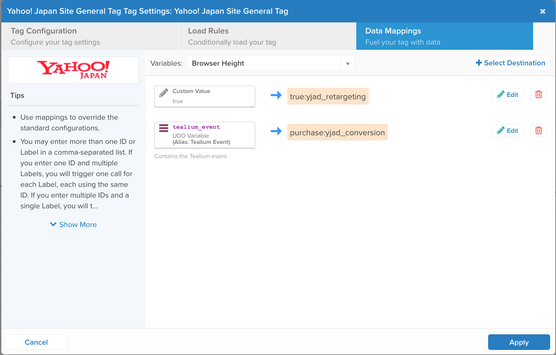 Yahoo! Japan Site General Tag Tag Settings: Yahoo! Japan Site General Tag
Tag Configuration
Configure your tag settings
Load Rules
Conditionally load your tag
Data Mappings
Fuel your tag with data
YAHOO!
JAPAN
Tips
Use mappings to override the
standard configurations.
You may enter more than one ID or
Label in a comma-separated list. If
you enter one ID and multiple
Labels, you will trigger one call for
each Label, each using the same
ID. If you enter multiple IDs and a
single Label, you will t...
Show More
Variables:
Browser Height
Select Destination
Custom Value
true
true:yjad_retargeting
Edit
tealium_event
UDO Variable
(Alias: Tealium Event)
purchase:yjad_conversion
Edit
Contains the Tealium event.
Cancel
Apply